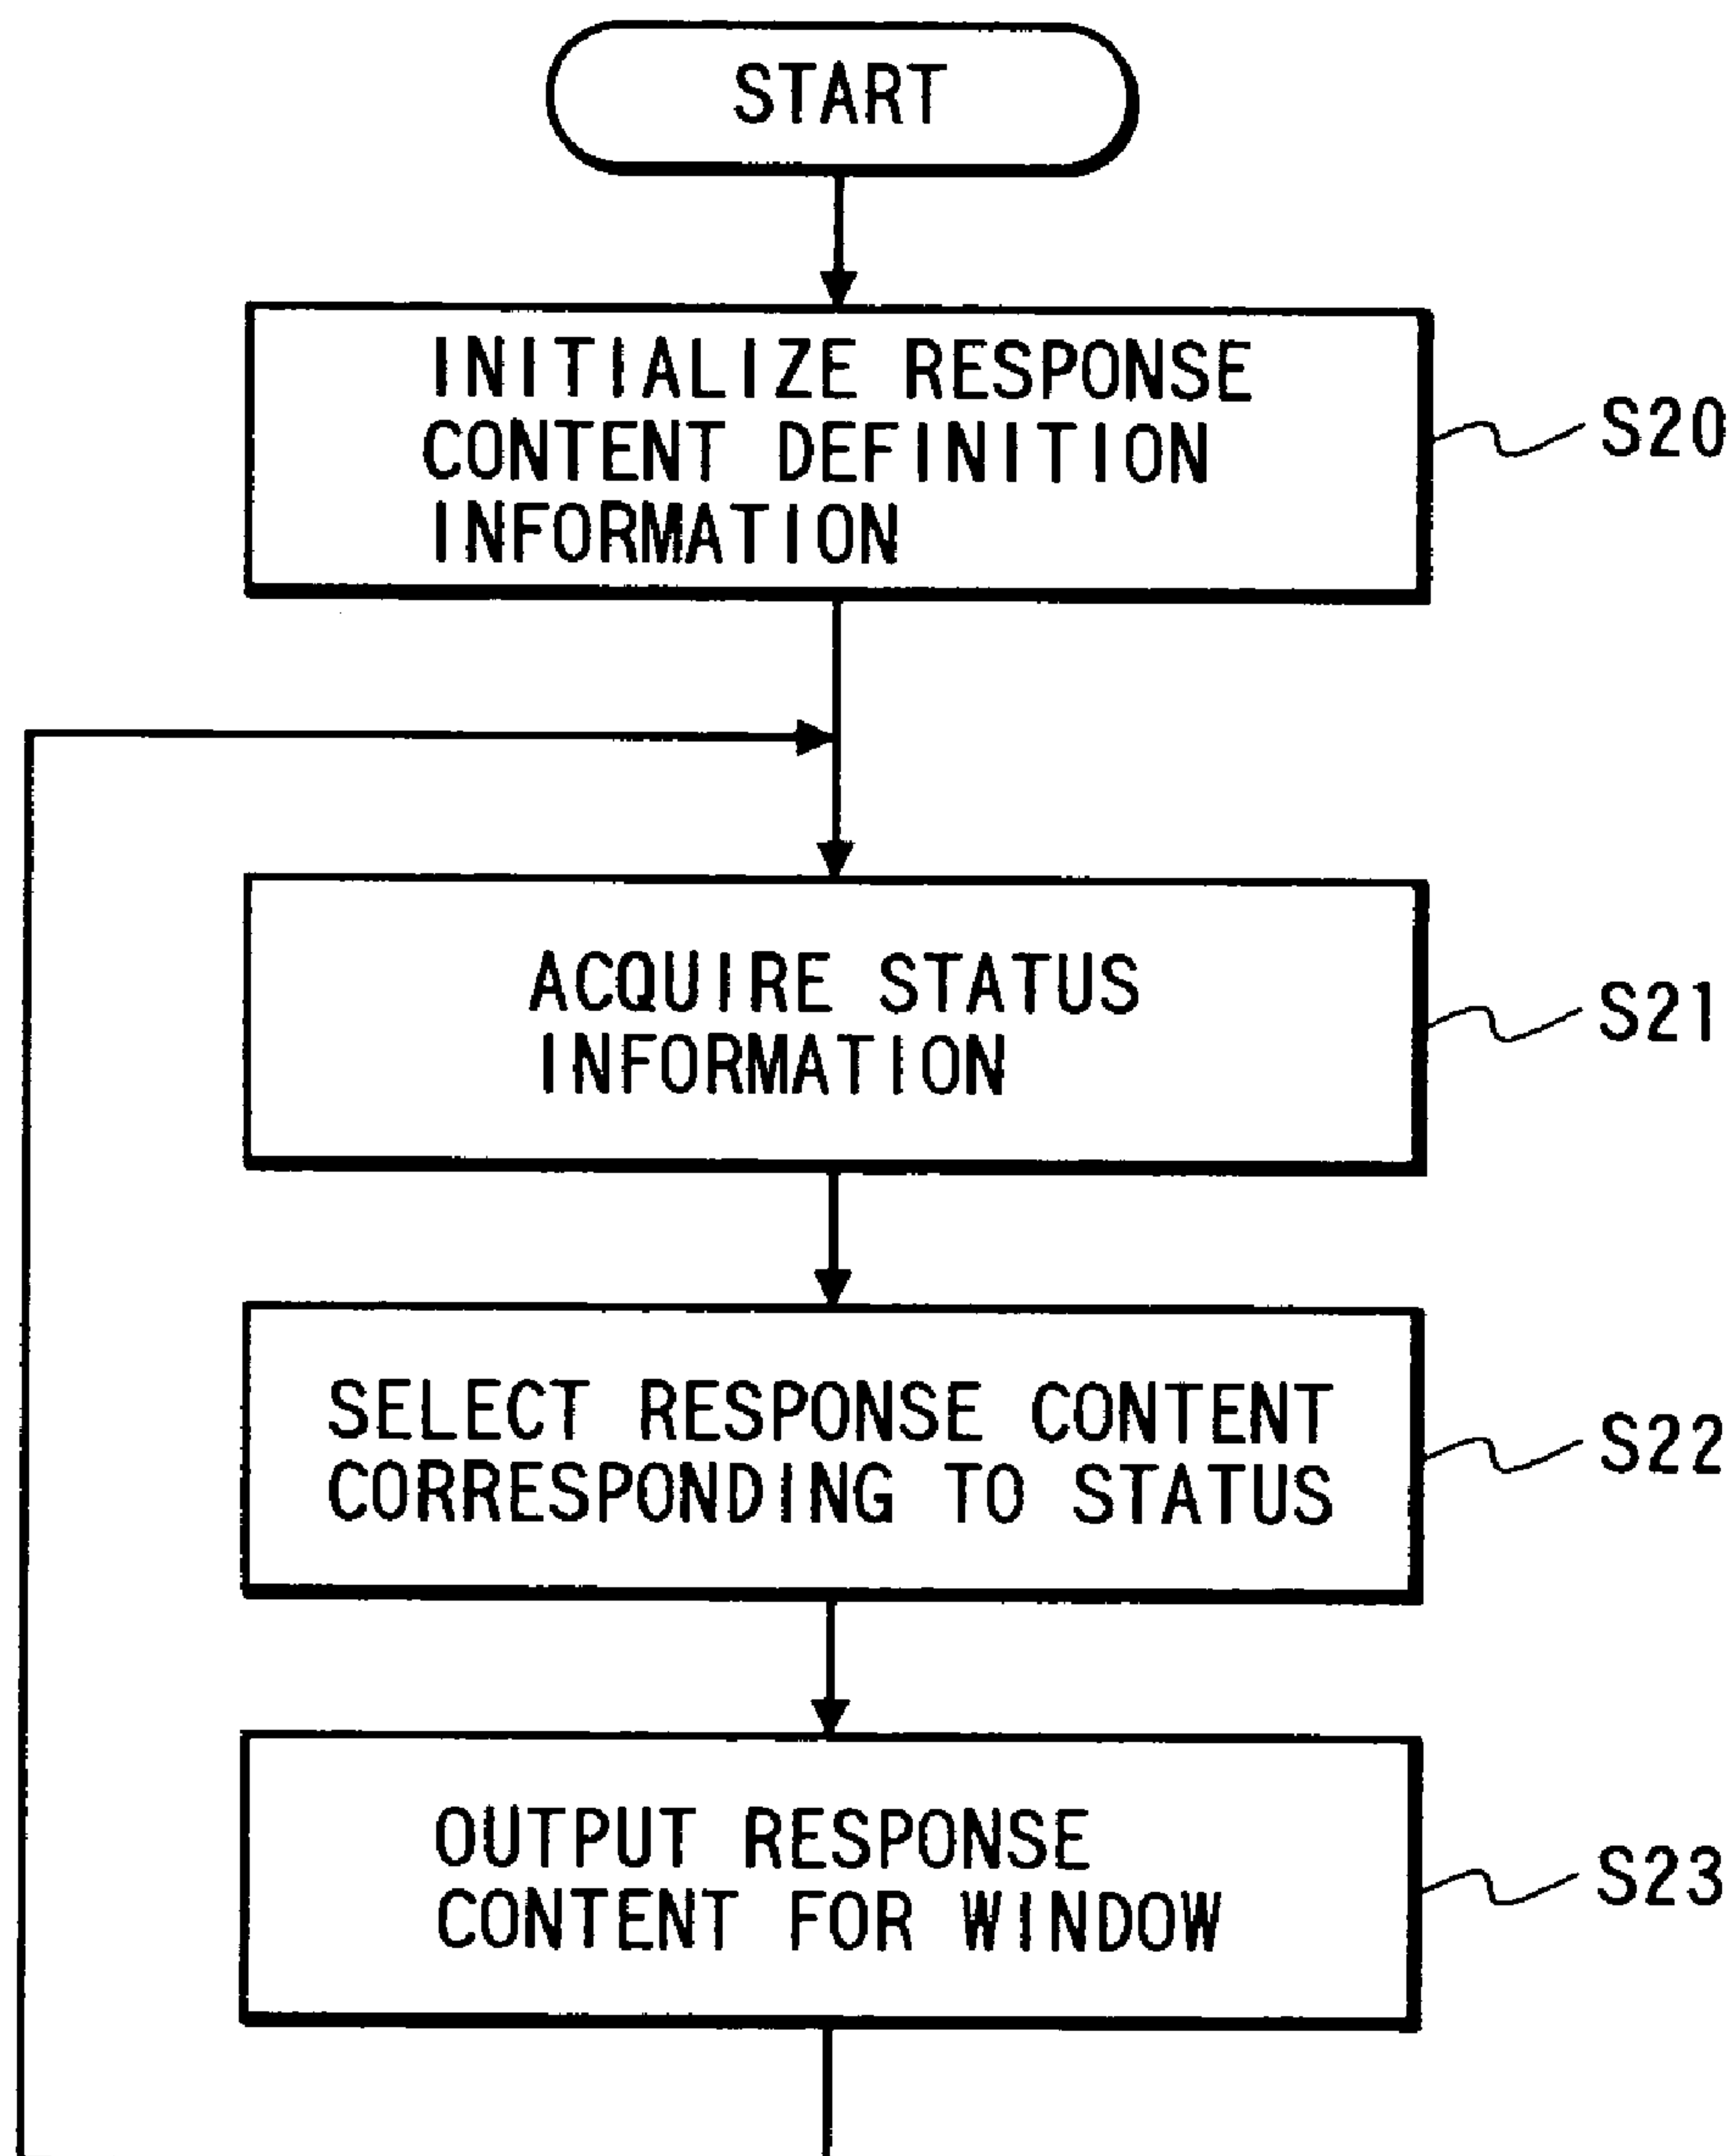 START
INITIALIZE RESPONSE
CONTENT DEFINITION
INFORMATION
S20
ACQUIRE STATUS
INFORMATION
S21
SELECT RESPONSE CONTENT
CORRESPONDING TO STATUS
S22
OUTPUT RESPONSE
CONTENT FOR WINDOW
S23